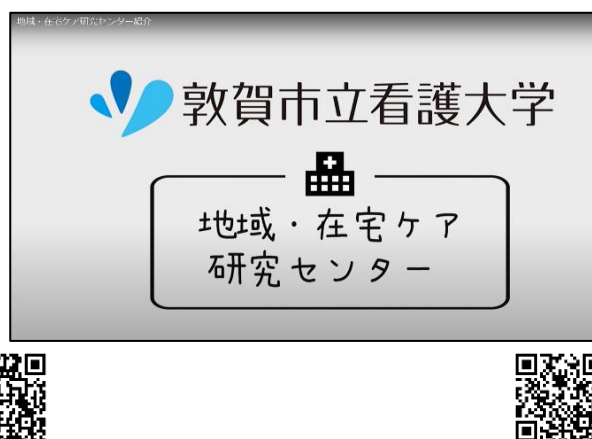 地域・在宅ケア研究センター紹介
敦賀市立看護大学
地域・在宅ケア
研究センター